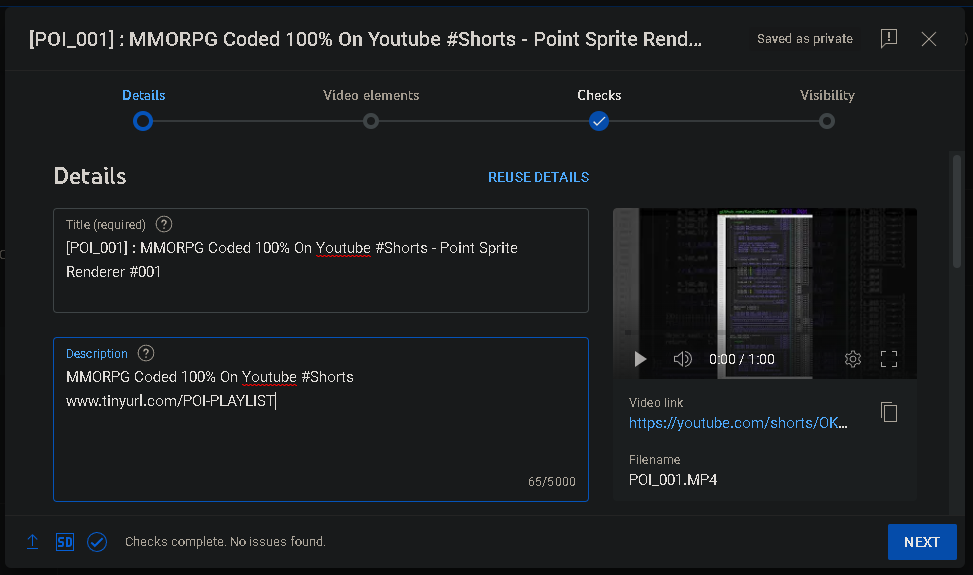 [POI_001] : MMORPG Coded 100% On Youtube #Shorts - Point Sprite Rend...
Saved as private
Details
Video elements
Checks
Visibility
Details
REUSE DETAILS
Title (required) ?
[POI_001] : MMORPG Coded 100% On Youtube #Shorts - Point Sprite
Renderer #001
Description ?
MMORPG Coded 100% On Youtube #Shorts
www.tinyurl.com/POI-PLAYLIST
65/5000
0:00 / 1:00
Video link
https://youtube.com/shorts/OK...
Filename
POI_001.MP4
SD
Checks complete. No issues found.
NEXT